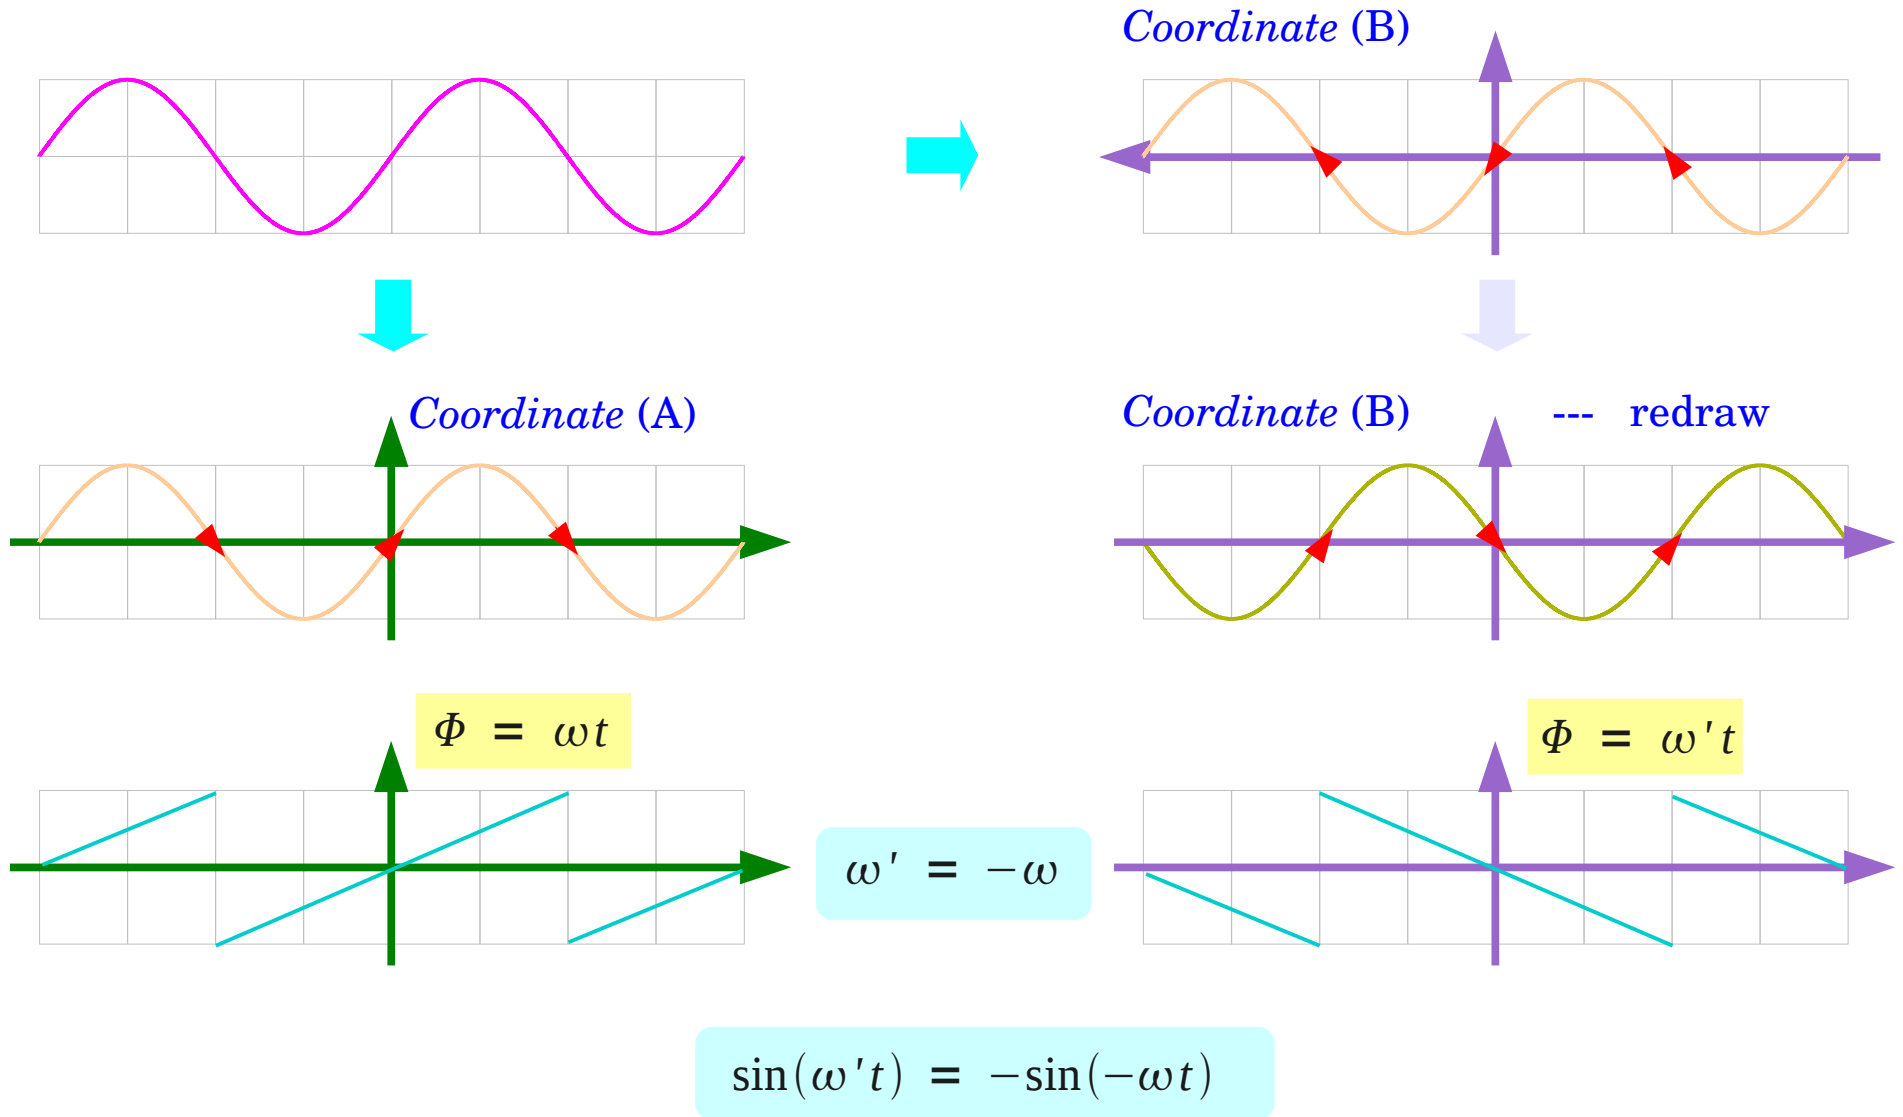 Coordinate (B)
Coordinate (A)
Coordinate (B) --- redraw
Φ = ωt
Φ = ω't
ω' = −ω
sin(ω't) = −sin(−ωt)